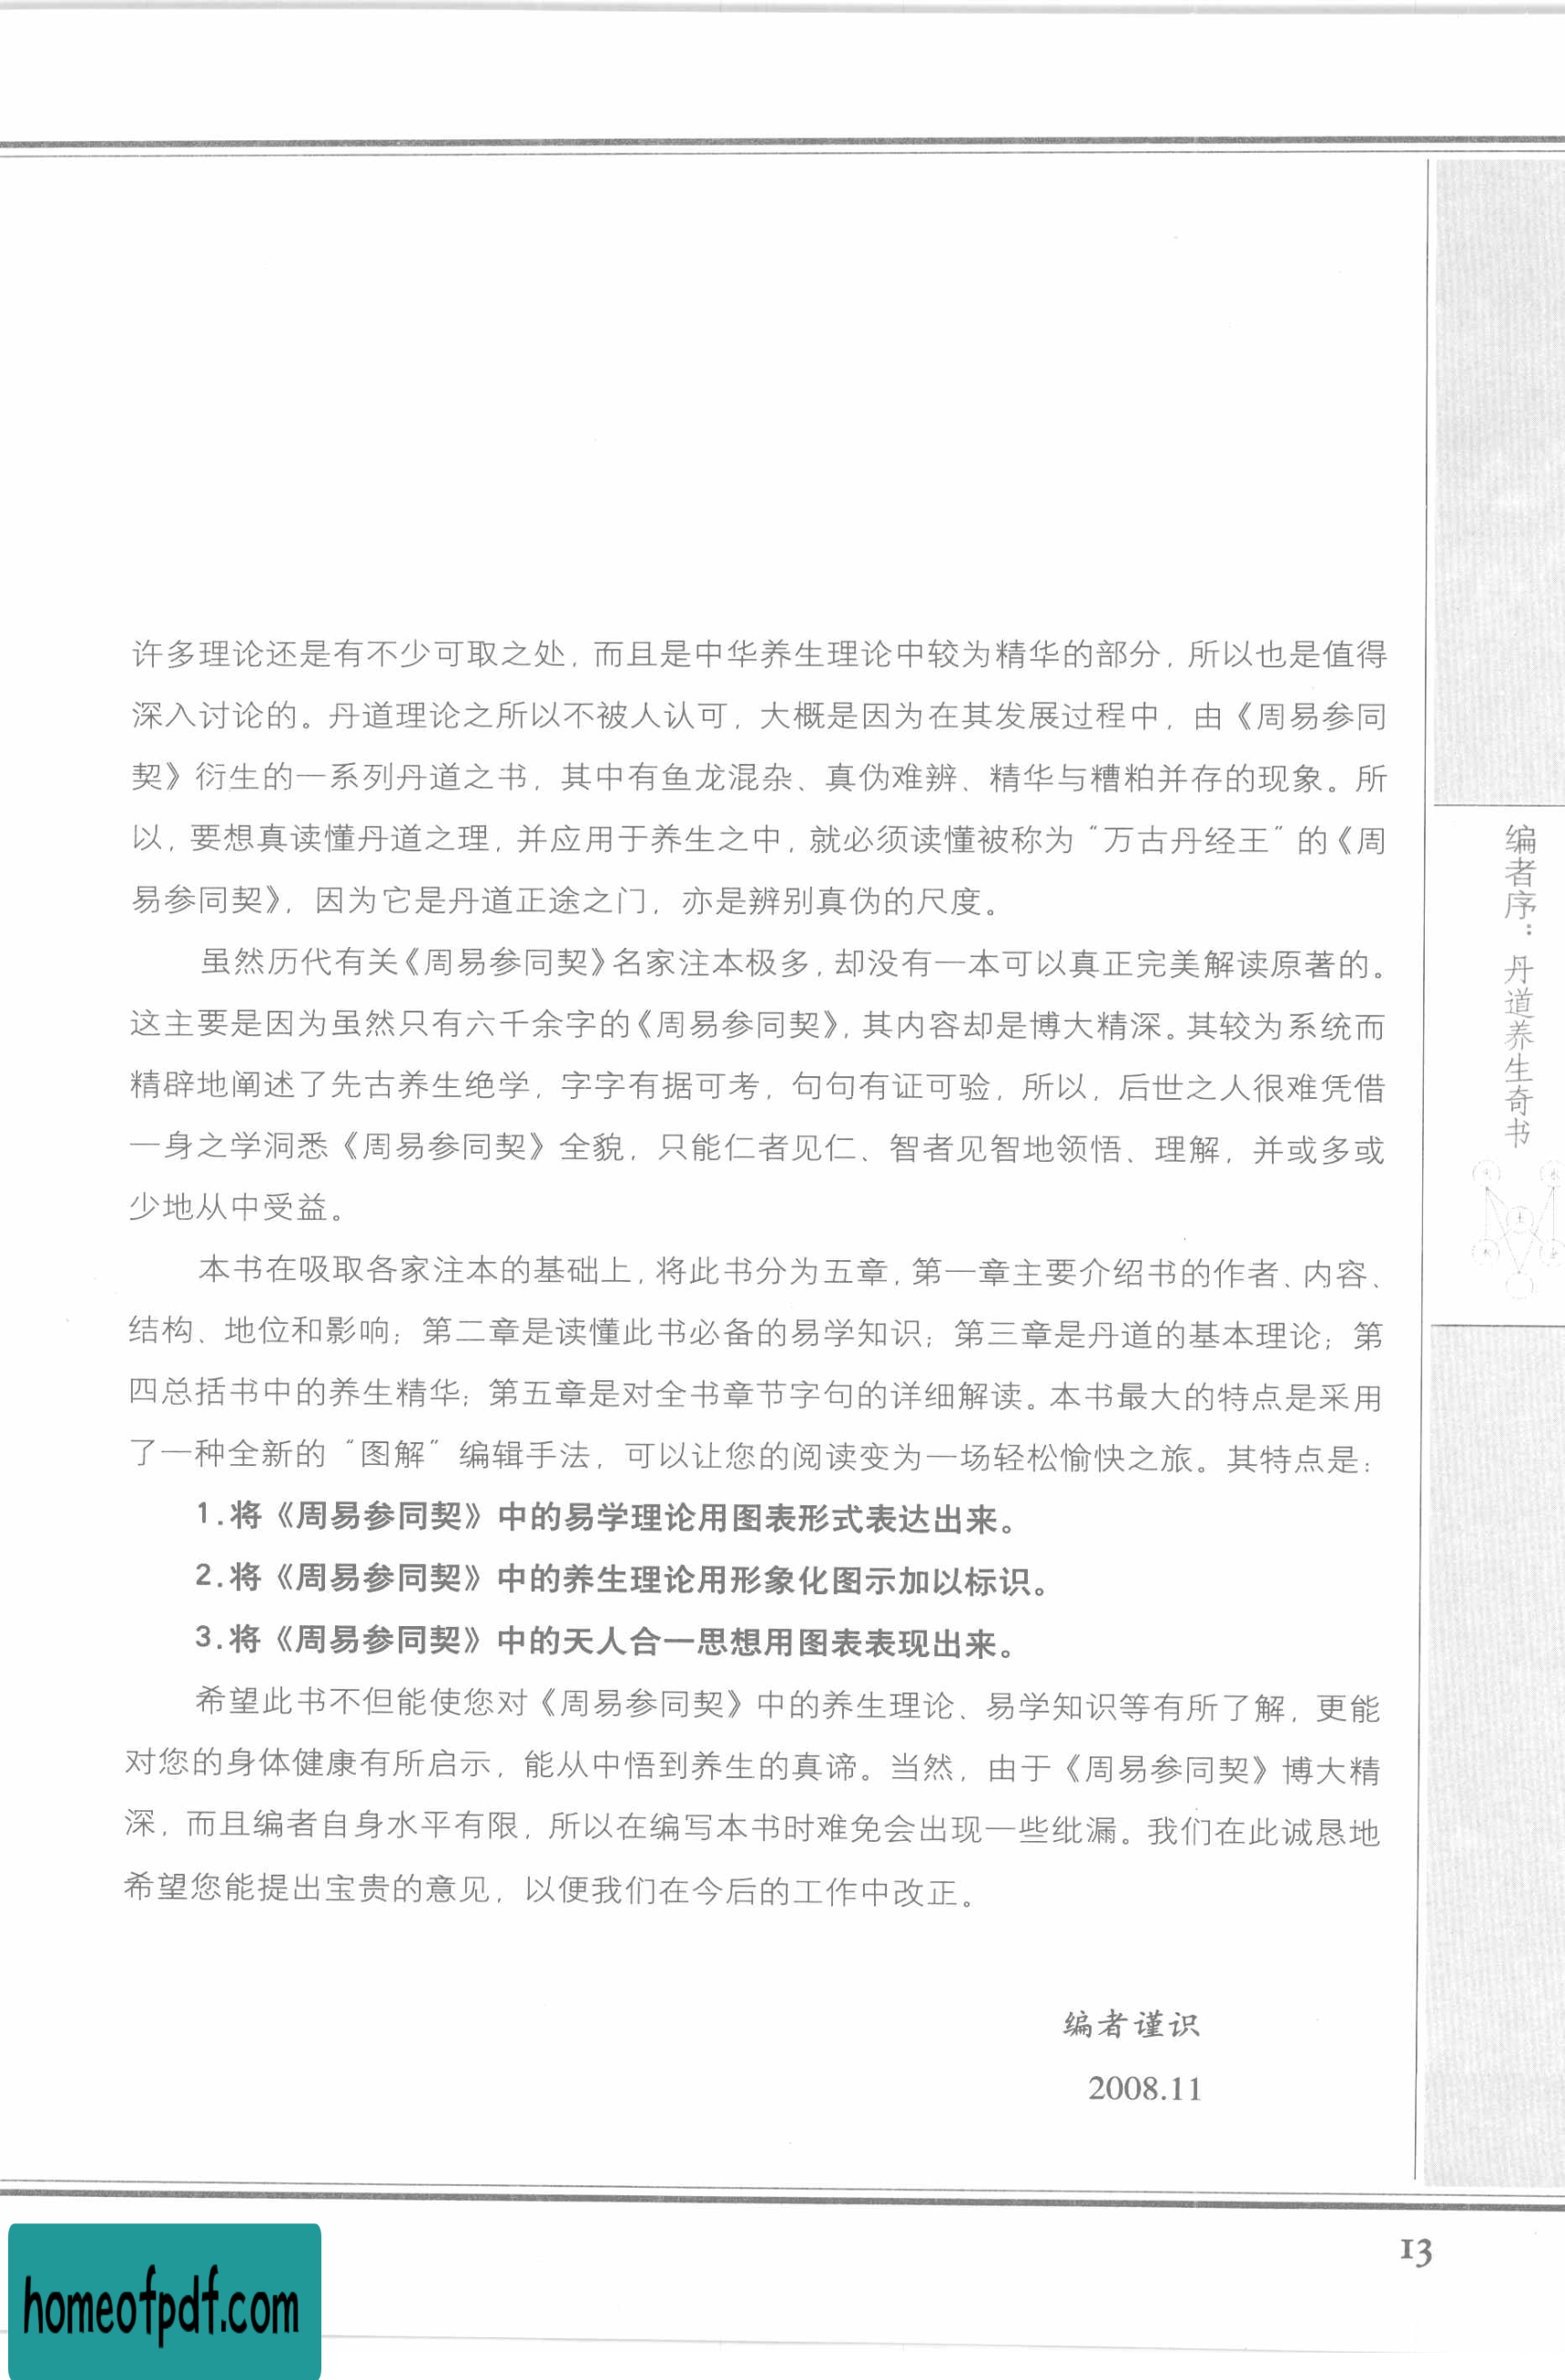 许多理论还是有不少可取之处，而且是中华养生理论中较为精华的部分，所以也是值得
深入讨论的。丹道理论之所以不被人认可，大概是因为在其发展过程中，由《周易参同
契》衍生的一系列丹道之书，其中有鱼龙混杂、真伪难辨、精华与糟粕并存的现象。所
以，要想真读懂丹道之理，并应用于养生之中，就必须读懂被称为“万古丹经王”的《周
易参同契》，因为它是丹道正途之门，亦是辨别真伪的尺度。
虽然历代有关《周易参同契》名家注本极多，却没有一本可以真正完美解读原著的。
这主要是因为虽然只有六千余字的《周易参同契》，其内容却是博大精深。其较为系统而
精辟地阐述了先古养生绝学，字字有据可考，句句有证可验，所以，后世之人很难凭借
一身之学洞悉《周易参同契》全貌，只能仁者见仁、智者见智地领悟、理解，并或多或
少地从中受益。
本书在吸取各家注本的基础上，将此书分为五章，第一章主要介绍书的作者、内容、
结构、地位和影响；第二章是读懂此书必备的易学知识；第三章是丹道的基本理论；第
四总括书中的养生精华；第五章是对全书章节字句的详细解读。本书最大的特点是采用
了一种全新的“图解”编辑手法，可以让您的阅读变为一场轻松愉快之旅。其特点是：
1.将《周易参同契》中的易学理论用图表形式表达出来。
2.将《周易参同契》中的养生理论用形象化图示加以标识。
3.将《周易参同契》中的天人合一思想用图表表现出来。
希望此书不但能使您对《周易参同契》中的养生理论、易学知识等有所了解，更能
对您的身体健康有所启示，能从中悟到养生的真谛。当然，由于《周易参同契》博大精
深，而且编者自身水平有限，所以在编写本书时难免会出现一些纰漏。我们在此诚恳地
希望您能提出宝贵的意见，以便我们在今后的工作中改正。
编者谨识
2008.11
编者序：丹道养生奇书
13
homeofpdf.com